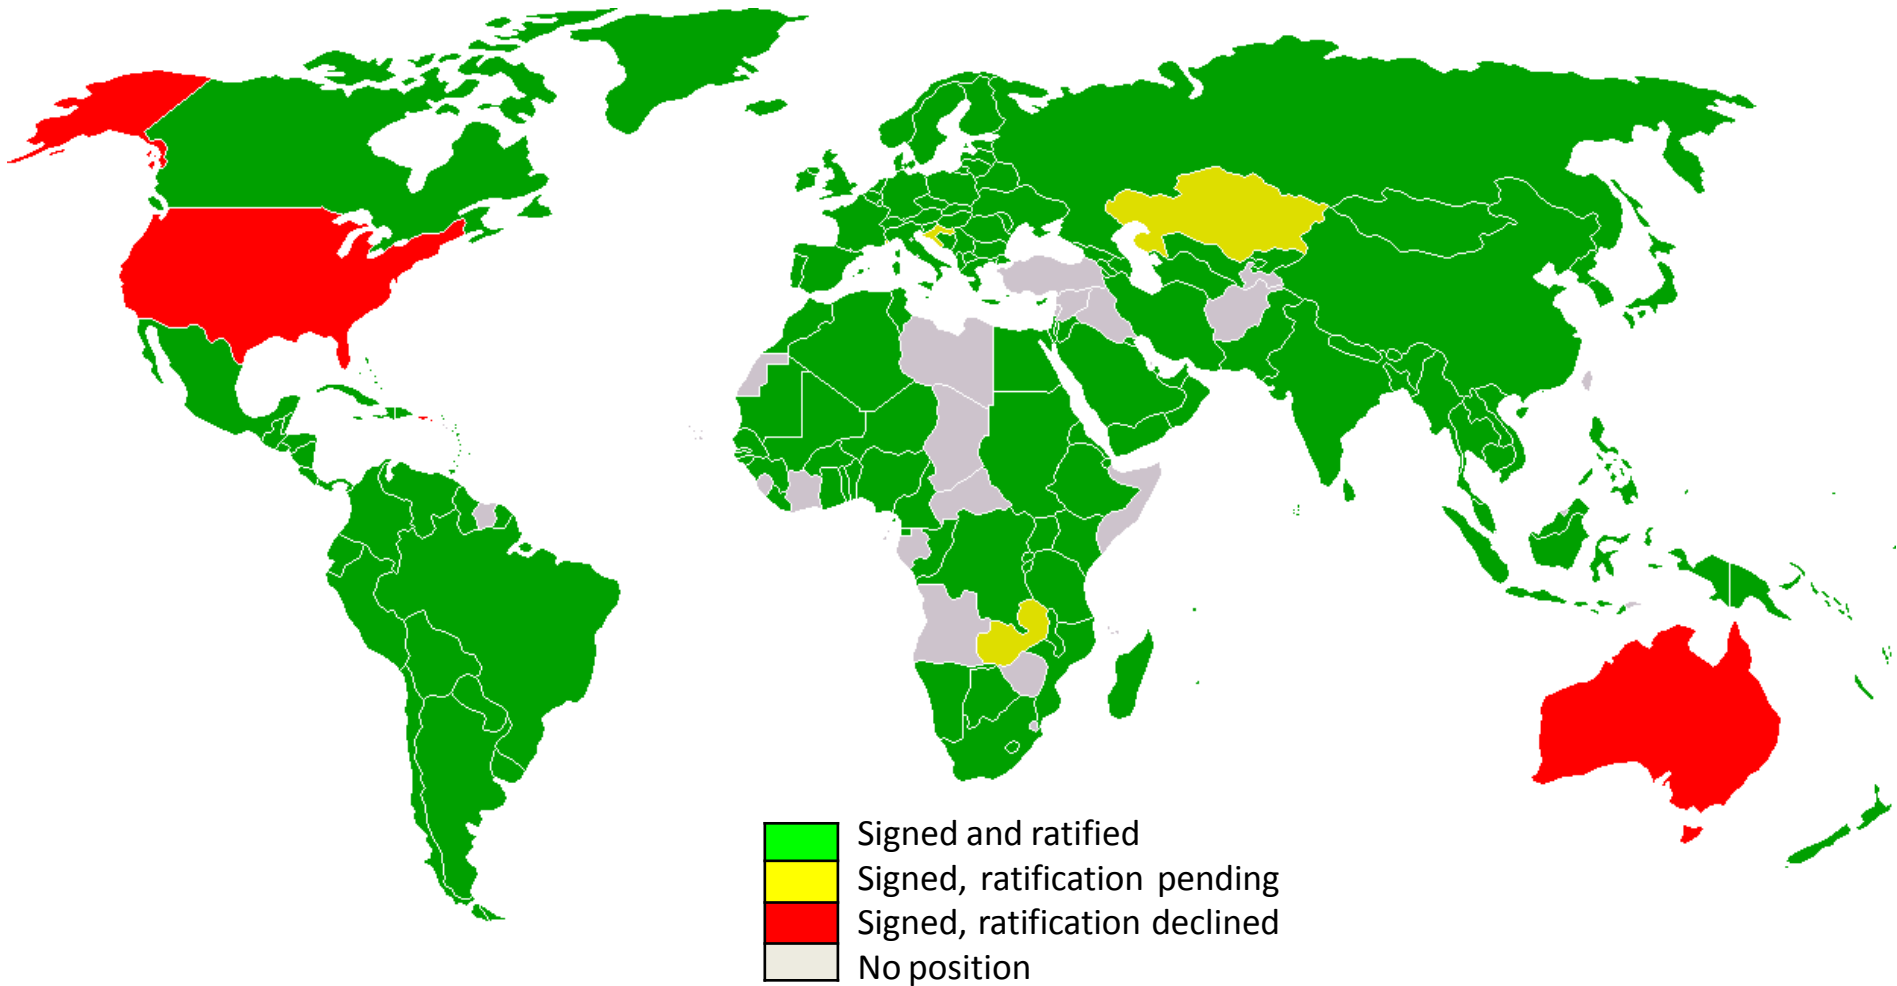 Signed and ratified
Signed, ratification pending
Signed, ratification declined
No position